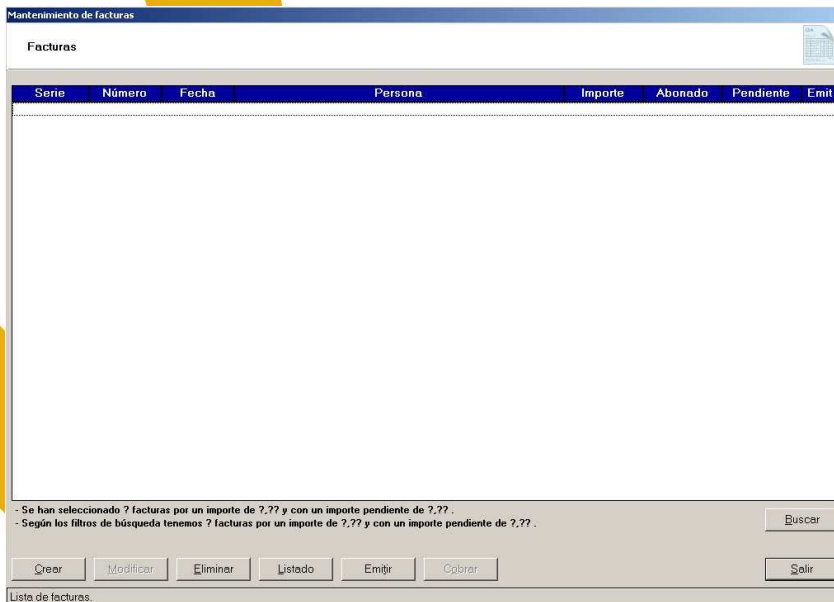 Mantenimiento de facturas
Facturas
Serie Número Fecha Persona Importe Abonado Pendiente Emit
- Se han seleccionado ? facturas por un importe de ?,?? y con un importe pendiente de ?,?? .
- Según los filtros de búsqueda tenemos ? facturas por un importe de ?,?? y con un importe pendiente de ?,?? .
Buscar
Crear Modificar Eliminar Listado Emitir Cobrar Salir
Lista de facturas.